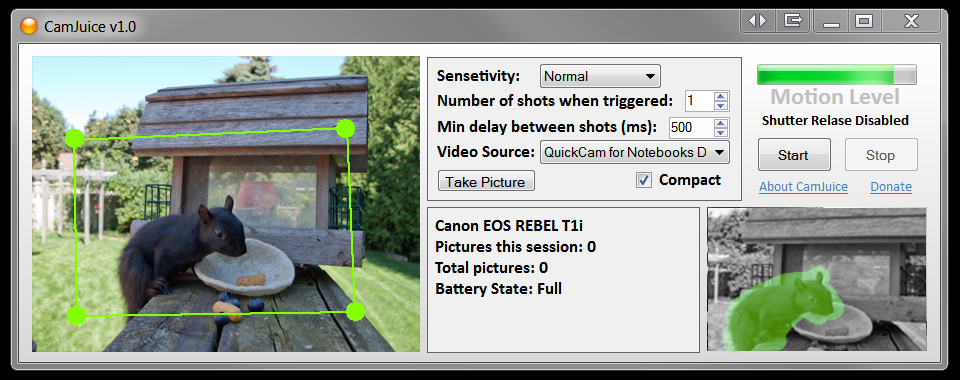 CamJuice v1.0
Sensetivity: Normal
Number of shots when triggered: 1
Min delay between shots (ms): 500
Video Source: QuickCam for Notebooks D
Take Picture
Compact
Motion Level
Shutter Relase Disabled
Start Stop
About CamJuice Donate
Canon EOS REBEL T1i
Pictures this session: 0
Total pictures: 0
Battery State: Full